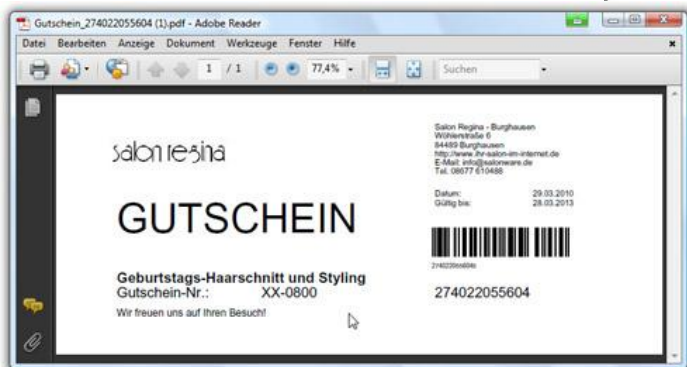 Gutschein_274022055604 (1).pdf - Adobe Reader
Datei Bearbeiten Anzeige Dokument Werkzeuge Fenster Hilfe
1 / 1 77,4% Suchen
salon regina
Salon Regina - Burghausen
Wöhlerstraße 6
84489 Burghausen
http://www.ihr-salon-im-internet.de
E-Mail: info@salonware.de
Tel. 08677 610488
Datum: 29.03.2010
Gültig bis: 28.03.2013
GUTSCHEIN
Geburtstags-Haarschnitt und Styling
Gutschein-Nr.: XX-0800
274022055604
Wir freuen uns auf Ihren Besuch!